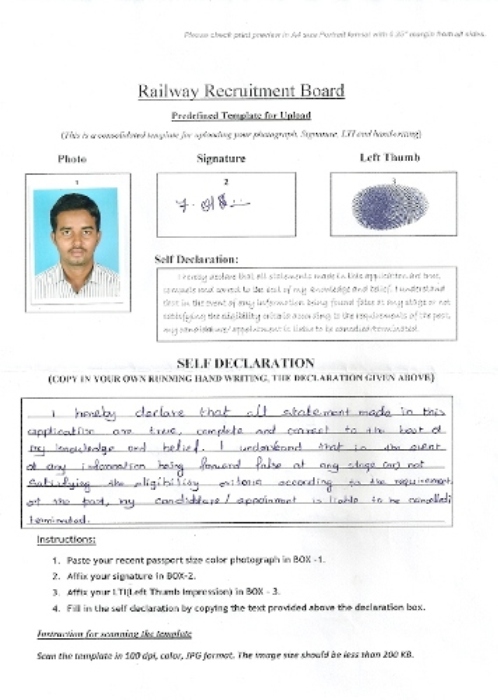 Please check print preview in A4 size Portrait format with 0.35" margin from all sides.
Railway Recruitment Board
Predefined Template for Upload
(This is a consolidated template for uploading your photograph, Signature, LTI and handwriting)
Photo Signature Left Thumb
1 2 3
Self Declaration:
I hereby declare that all statements made in this application are true,
complete and correct to the best of my knowledge and belief. I understand
that in the event of any information being found false at any stage or not
satisfying the eligibility criteria according to the requirements of the post,
my candidature/ appointment is liable to be cancelled/terminated.
SELF DECLARATION
(COPY IN YOUR OWN RUNNING HAND WRITING, THE DECLARATION GIVEN ABOVE)
I hereby declare that all statement made in this
application are true, complete and correct to the best of
my knowledge and belief. I understand that in the event
of any information being forward false at any stage (or) not
satisfying the eligibility criteria according to the requirement
of the post, my candidature / appoinment is liable to be cancelled/
terminated.
Instructions:
1. Paste your recent passport size color photograph in BOX -1.
2. Affix your signature in BOX-2.
3. Affix your LTI(Left Thumb Impression) in BOX - 3.
4. Fill in the self declaration by copying the text provided above the declaration box.
Instruction for scanning the template
Scan the template in 100 dpi, color, JPG format. The image size should be less than 200 KB.